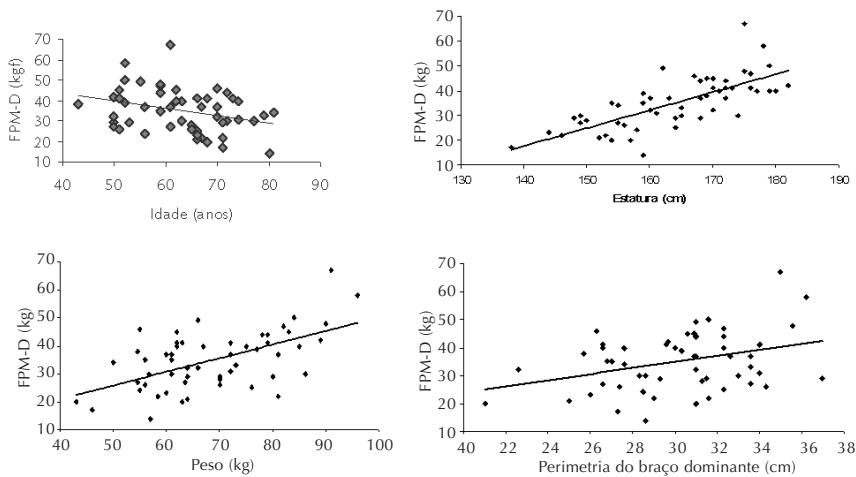 FPM-D (kgf)
70
60
50
40
30
20
10
40 50 60 70 80 90
Idade (anos)
FPM-D (kg)
70
60
50
40
30
20
10
130 140 150 160 170 180 190
Estatura (cm)
FPM-D (kg)
70
60
50
40
30
20
10
40 50 60 70 80 90 100
Peso (kg)
FPM-D (kg)
70
60
50
40
30
20
10
40 22 24 26 28 30 32 34 36 38
Perimetria do braço dominante (cm)